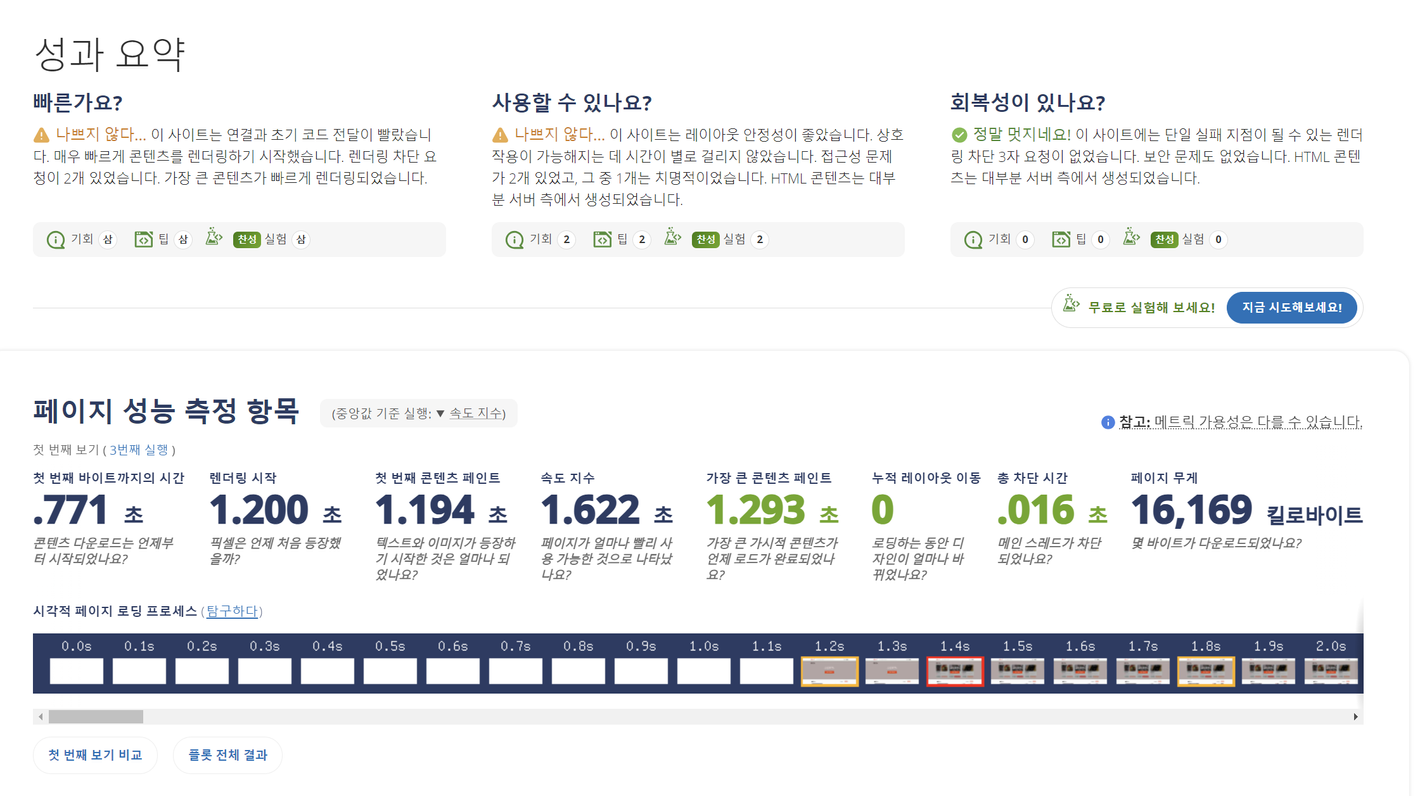 성과 요약
빠른가요?
나쁘지 않다... 이 사이트는 연결과 초기 코드 전달이 빨랐습니
다. 매우 빠르게 콘텐츠를 렌더링하기 시작했습니다. 렌더링 차단 요
청이 2개 있었습니다. 가장 큰 콘텐츠가 빠르게 렌더링되었습니다.
기회 삼 팁 삼 찬성 실험 삼
사용할 수 있나요?
나쁘지 않다... 이 사이트는 레이아웃 안정성이 좋았습니다. 상호
작용이 가능해지는 데 시간이 별로 걸리지 않았습니다. 접근성 문제
가 2개 있었고, 그 중 1개는 치명적이었습니다. HTML 콘텐츠는 대부
분 서버 측에서 생성되었습니다.
기회 2 팁 2 찬성 실험 2
회복성이 있나요?
정말 멋지네요! 이 사이트에는 단일 실패 지점이 될 수 있는 렌더
링 차단 3자 요청이 없었습니다. 보안 문제도 없었습니다. HTML 콘텐
츠는 대부분 서버 측에서 생성되었습니다.
기회 0 팁 0 찬성 실험 0
무료로 실험해 보세요! 지금 시도해보세요!
페이지 성능 측정 항목 (중앙값 기준 실행: ▼ 속도 지수)
참고: 메트릭 가용성은 다를 수 있습니다.
첫 번째 보기 ( 3번째 실행 )
첫 번째 바이트까지의 시간
.771 초
콘텐츠 다운로드는 언제부
터 시작되었나요?
렌더링 시작
1.200 초
픽셀은 언제 처음 등장했
을까?
첫 번째 콘텐츠 페인트
1.194 초
텍스트와 이미지가 등장하
기 시작한 것은 얼마나 되
었나요?
속도 지수
1.622 초
페이지가 얼마나 빨리 사
용 가능한 것으로 나타났
나요?
가장 큰 콘텐츠 페인트
1.293 초
가장 큰 가시적 콘텐츠가
언제 로드가 완료되었나
요?
누적 레이아웃 이동
0
로딩하는 동안 디
자인이 얼마나 바
뀌었나요?
총 차단 시간
.016 초
메인 스레드가 차단
되었나요?
페이지 무게
16,169 킬로바이트
몇 바이트가 다운로드되었나요?
시각적 페이지 로딩 프로세스 (탐구하다)
0.0s 0.1s 0.2s 0.3s 0.4s 0.5s 0.6s 0.7s 0.8s 0.9s 1.0s 1.1s 1.2s 1.3s 1.4s 1.5s 1.6s 1.7s 1.8s 1.9s 2.0s
첫 번째 보기 비교 플롯 전체 결과